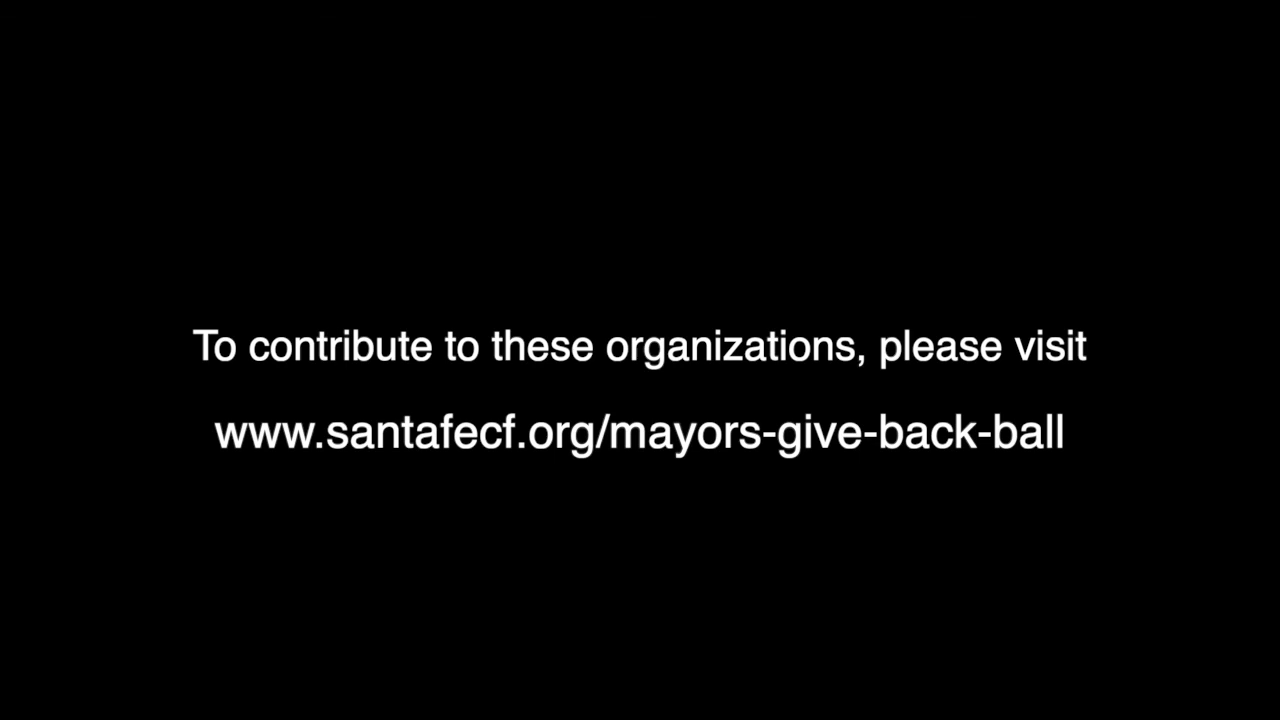 To contribute to these organizations, please visit
www.santafecf.org/mayors-give-back-ball